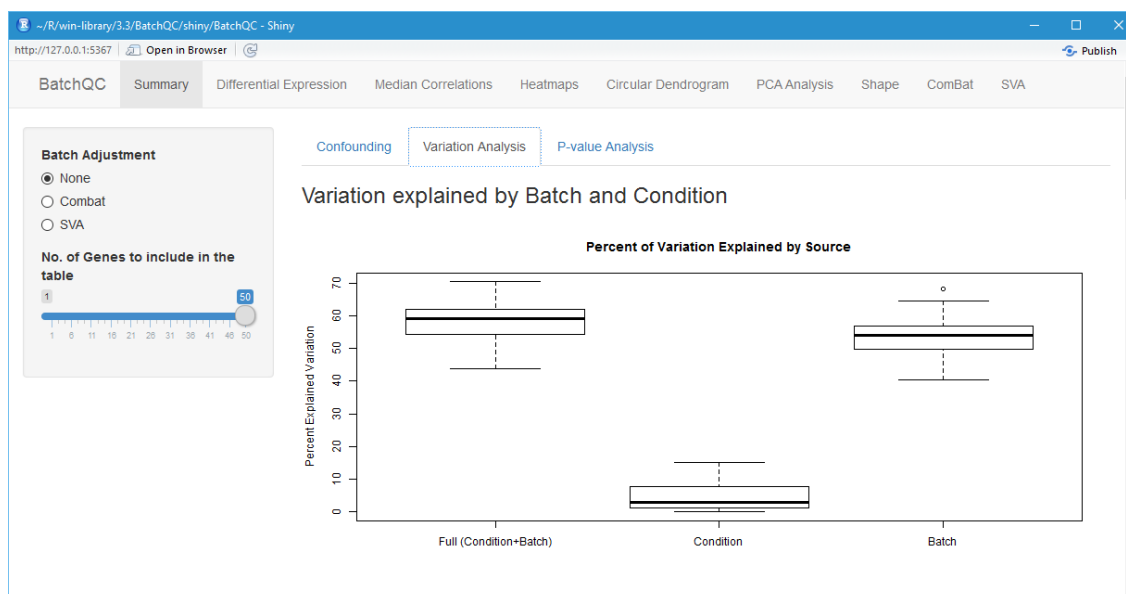 ~/R/win-library/3.3/BatchQC/shiny/BatchQC - Shiny
http://127.0.0.1:5367 Open in Browser Publish
BatchQC Summary Differential Expression Median Correlations Heatmaps Circular Dendrogram PCA Analysis Shape ComBat SVA
Batch Adjustment
None
Combat
SVA
No. of Genes to include in the
table
1 50
1 6 11 16 21 26 31 36 41 46 50
Confounding Variation Analysis P-value Analysis
Variation explained by Batch and Condition
Percent of Variation Explained by Source
Percent Explained Variation
70
60
50
40
30
20
10
0
Full (Condition+Batch) Condition Batch